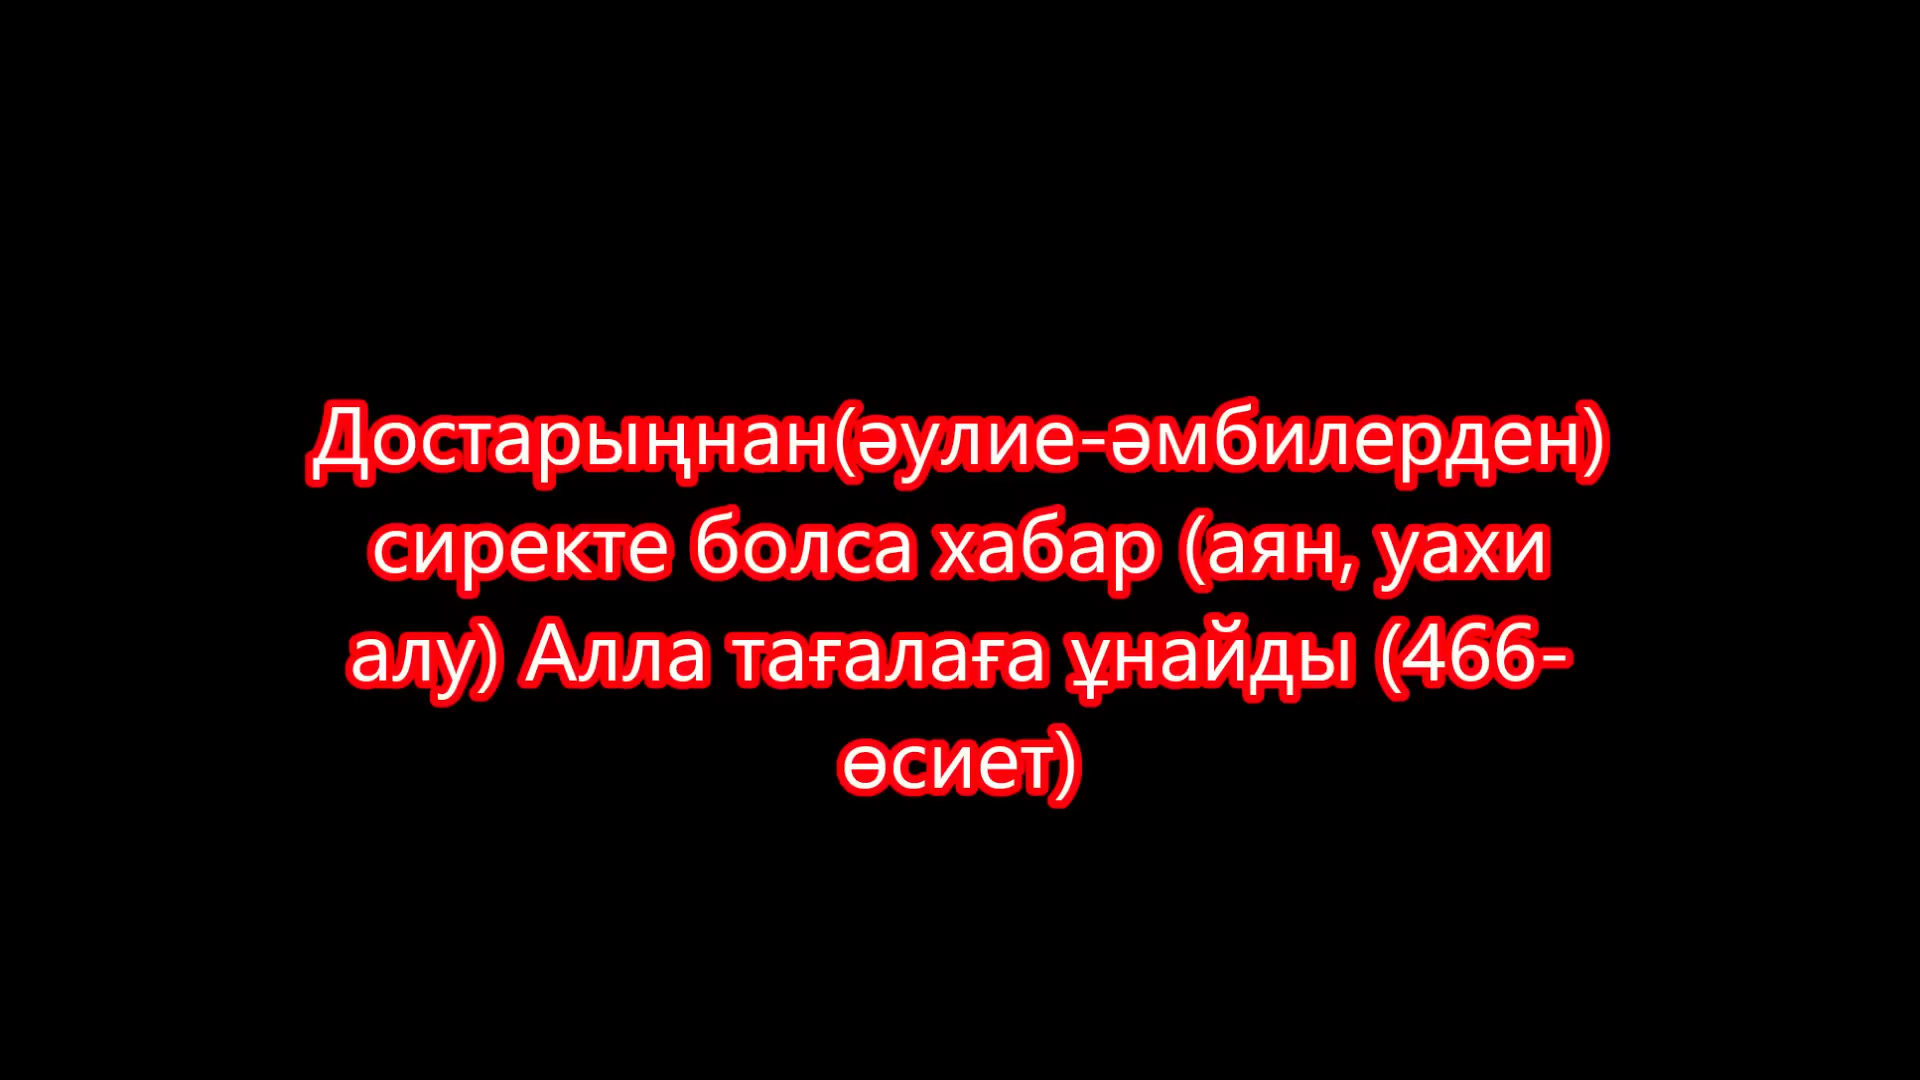 Достарыңнан(әулие-әмбилерден)
сиректе болса хабар (аян, уахи
алу) Алла тағалаға ұнайды (466-
өсиет)